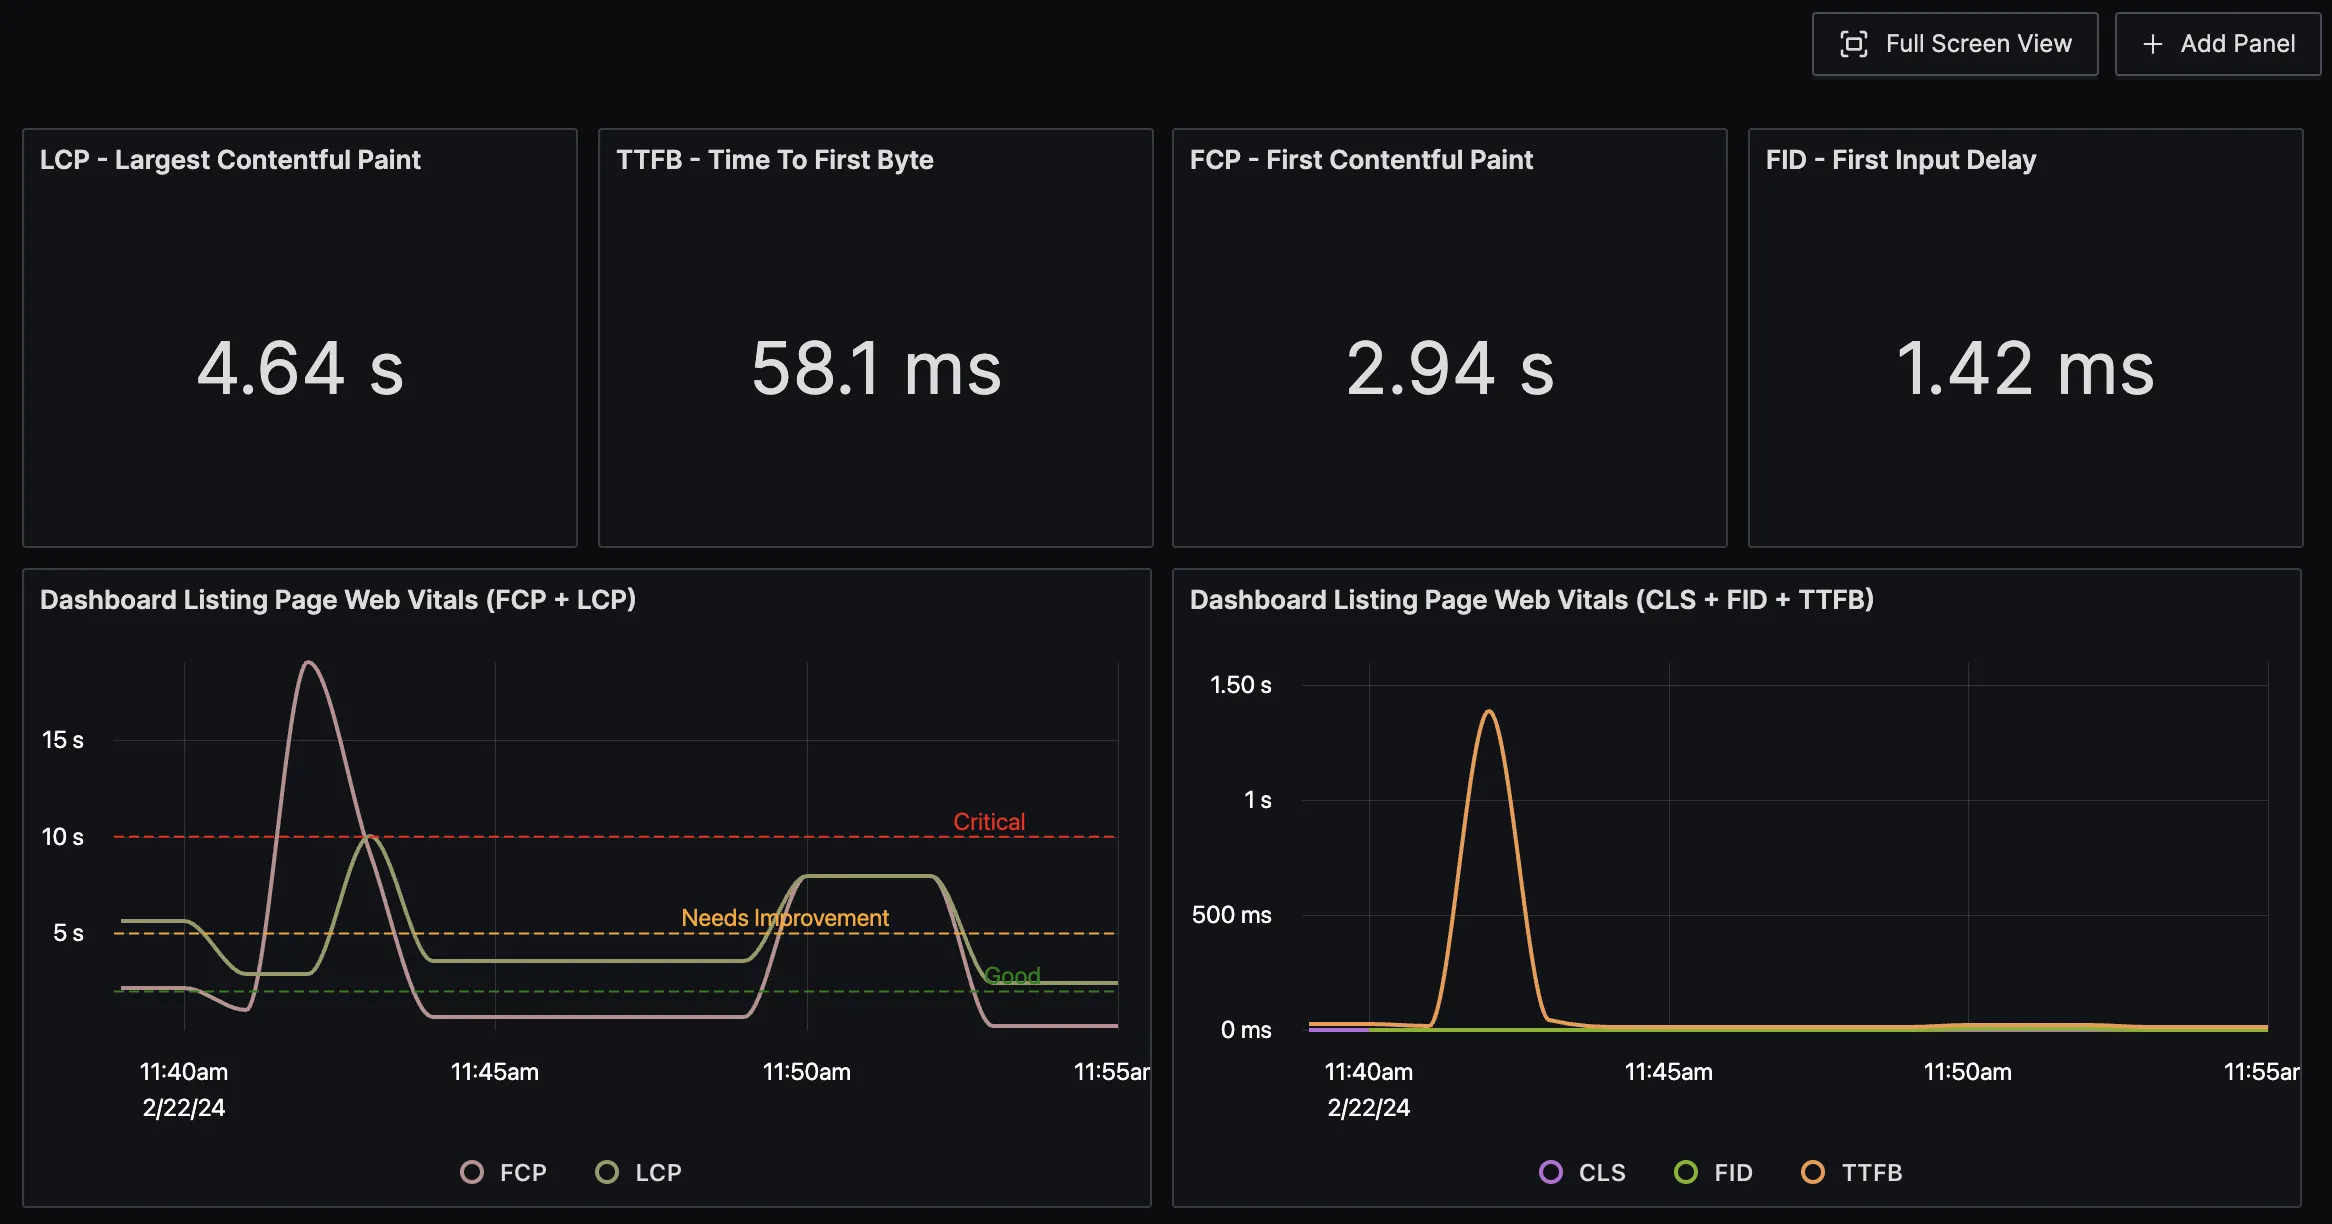 Full Screen View
+ Add Panel
LCP - Largest Contentful Paint
4.64 s
TTFB - Time To First Byte
58.1 ms
FCP - First Contentful Paint
2.94 s
FID - First Input Delay
1.42 ms
Dashboard Listing Page Web Vitals (FCP + LCP)
15 s
10 s
5 s
Critical
Needs Improvement
Good
11:40am
2/22/24
11:45am
11:50am
11:55ar
FCP
LCP
Dashboard Listing Page Web Vitals (CLS + FID + TTFB)
1.50 s
1 s
500 ms
0 ms
11:40am
2/22/24
11:45am
11:50am
11:55ar
CLS
FID
TTFB